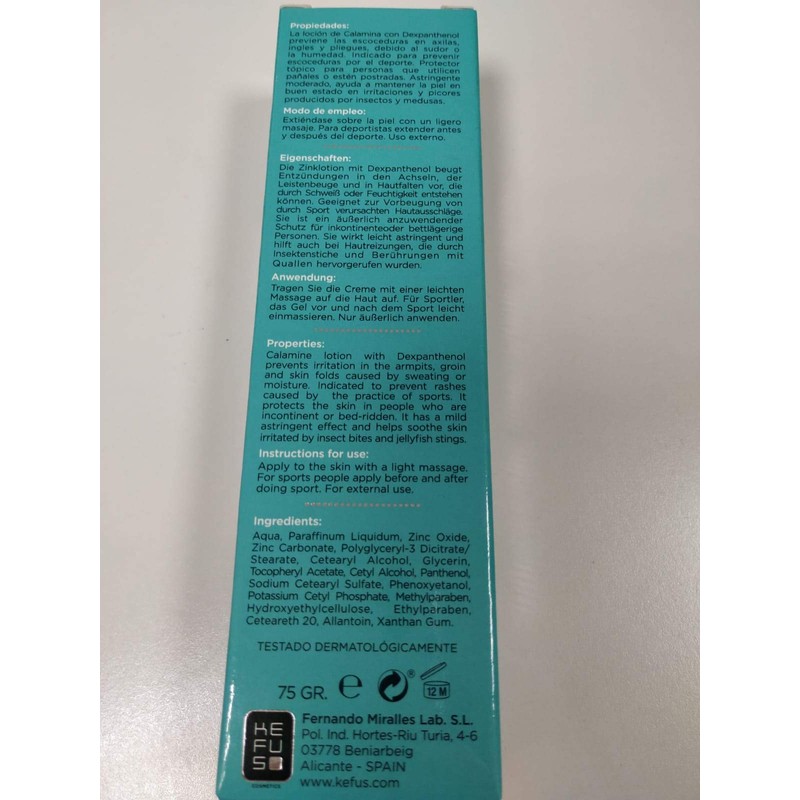 Propiedades:
La loción de Calamina con Dexpanthenol
previene las escoceduras en axilas,
ingles y pliegues, debido al sudor o
la humedad. Indicado para prevenir
escoceduras por el deporte. Protector
tópico para personas que utilicen
pañales o estén postradas. Astringente
moderado, ayuda a mantener la piel en
buen estado en irritaciones y picores
producidos por insectos y medusas.
Modo de empleo:
Extiéndase sobre la piel con un ligero
masaje. Para deportistas extender antes
y después del deporte. Uso externo.
Eigenschaften:
Die Zinklotion mit Dexpanthenol beugt
Entzündungen in den Achseln, der
Leistenbeuge und in Hautfalten vor, die
durch Schweiß oder Feuchtigkeit entstehen
können. Geeignet zur Vorbeugung von
durch Sport verursachten Hautausschläge.
Sie ist ein äußerlich anzuwendender
Schutz für inkontinenteoder bettlägerige
Personen. Sie wirkt leicht astringent und
hilft auch bei Hautreizungen, die durch
Insektenstiche und Berührungen mit
Quallen hervorgerufen wurden.
Anwendung:
Tragen Sie die Creme mit einer leichten
Massage auf die Haut auf. Für Sportler,
das Gel vor und nach dem Sport leicht
einmassieren. Nur äußerlich anwenden.
Properties:
Calamine lotion with Dexpanthenol
prevents irritation in the armpits, groin
and skin folds caused by sweating or
moisture. Indicated to prevent rashes
caused by the practice of sports. It
protects the skin in people who are
incontinent or bed-ridden. It has a mild
astringent effect and helps soothe skin
irritated by insect bites and jellyfish stings.
Instructions for use:
Apply to the skin with a light massage.
For sports people apply before and after
doing sport. For external use.
Ingredients:
Aqua, Paraffinum Liquidum, Zinc Oxide,
Zinc Carbonate, Polyglyceryl-3 Dicitrate/
Stearate, Cetearyl Alcohol, Glycerin,
Tocopheryl Acetate, Cetyl Alcohol, Panthenol,
Sodium Cetearyl Sulfate, Phenoxyetanol,
Potassium Cetyl Phosphate, Methylparaben,
Hydroxyethylcellulose, Ethylparaben,
Ceteareth 20, Allantoin, Xanthan Gum.
TESTADO DERMATOLÓGICAMENTE
75 GR. ℮ ® 12 M
KE
FU
S
COSMETICS
Fernando Miralles Lab. S.L.
Pol. Ind. Hortes-Riu Turia, 4-6
03778 Beniarbeig
Alicante - SPAIN
www.kefus.com